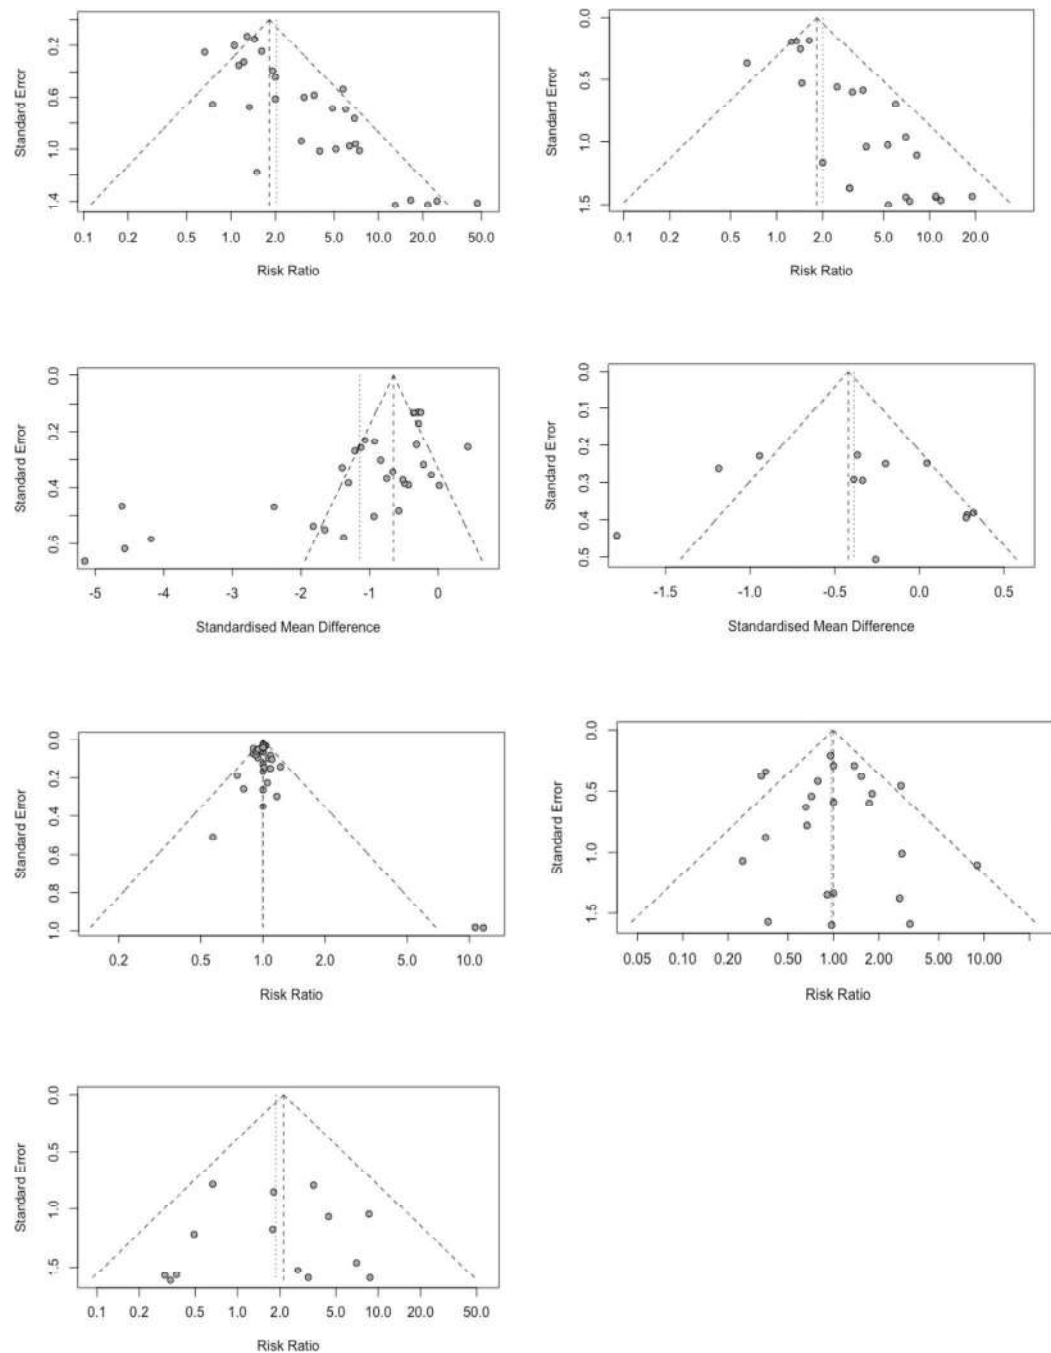 Standard Error
0.2
0.6
1.0
1.4
0.1 0.2 0.5 1.0 2.0 5.0 10.0 20.0 50.0
Risk Ratio
Standard Error
0.0
0.5
1.0
1.5
0.1 0.2 0.5 1.0 2.0 5.0 10.0 20.0
Risk Ratio
Standard Error
0.0
0.2
0.4
0.6
-5 -4 -3 -2 -1 0
Standardised Mean Difference
Standard Error
0.0
0.1
0.2
0.3
0.4
0.5
-1.5 -1.0 -0.5 0.0 0.5
Standardised Mean Difference
Standard Error
0.0
0.2
0.4
0.6
0.8
1.0
0.2 0.5 1.0 2.0 5.0 10.0
Risk Ratio
Standard Error
0.0
0.5
1.0
1.5
0.05 0.10 0.20 0.50 1.00 2.00 5.00 10.00
Risk Ratio
Standard Error
0.0
0.5
1.0
1.5
0.1 0.2 0.5 1.0 2.0 5.0 10.0 20.0 50.0
Risk Ratio